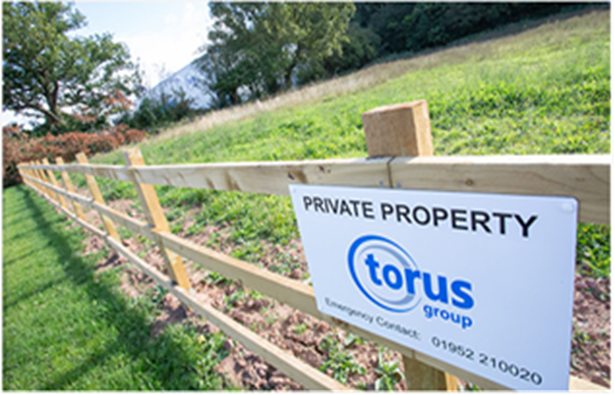 PRIVATE PROPERTY
torus
group
Emergency Contact: 01952 210020